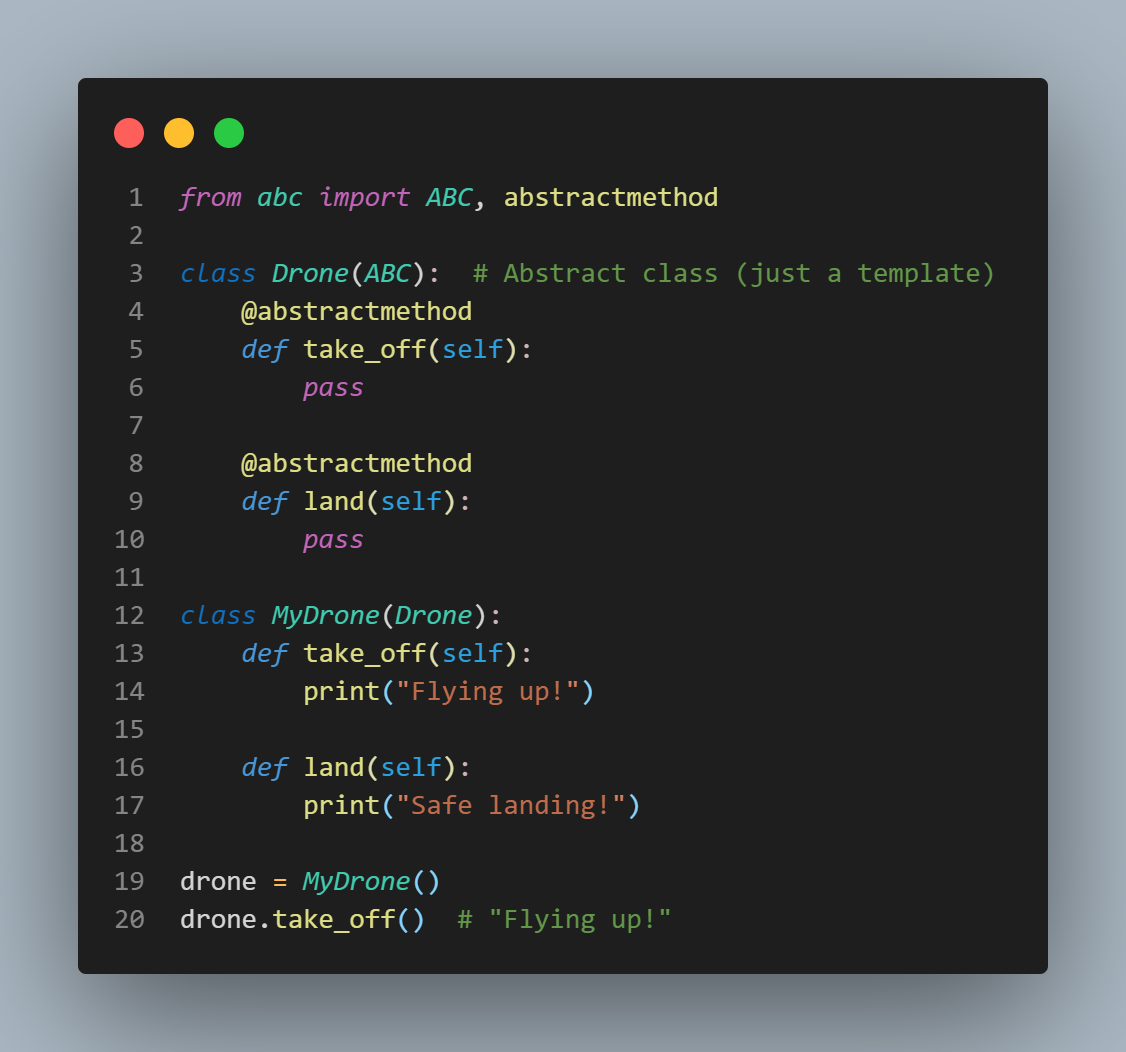 1 from abc import ABC, abstractmethod
2
3 class Drone(ABC):  # Abstract class (just a template)
4     @abstractmethod
5     def take_off(self):
6         pass
7
8     @abstractmethod
9     def land(self):
10         pass
11
12 class MyDrone(Drone):
13     def take_off(self):
14         print("Flying up!")
15
16     def land(self):
17         print("Safe landing!")
18
19 drone = MyDrone()
20 drone.take_off()  # "Flying up!"